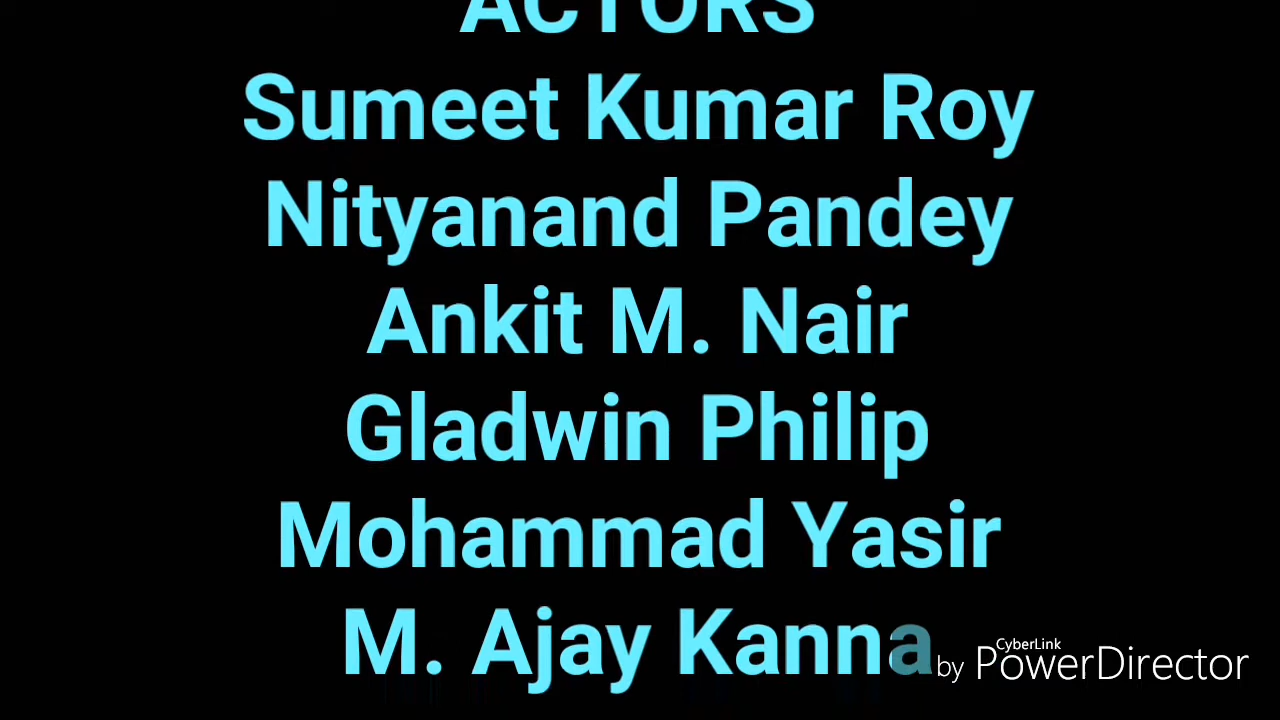 ACTORS
Sumeet Kumar Roy
Nityanand Pandey
Ankit M. Nair
Gladwin Philip
Mohammad Yasir
M. Ajay Kanna
CyberLink
by PowerDirector